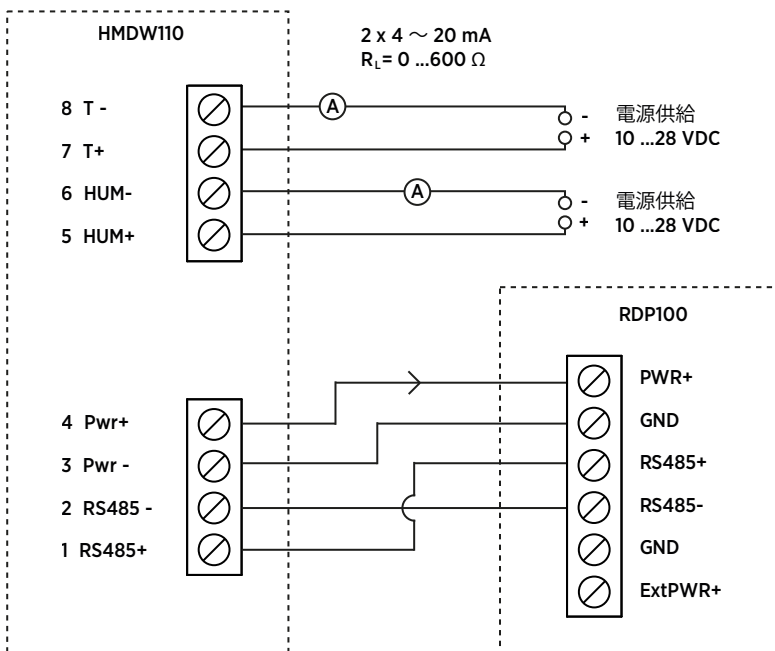 HMDW110
2 x 4 ～ 20 mA
RL= 0 ...600 Ω
8 T -
7 T+
6 HUM-
5 HUM+
A
- 電源供給
+ 10 ...28 VDC
A
- 電源供給
+ 10 ...28 VDC
RDP100
4 Pwr+
3 Pwr -
2 RS485 -
1 RS485+
PWR+
GND
RS485+
RS485-
GND
ExtPWR+